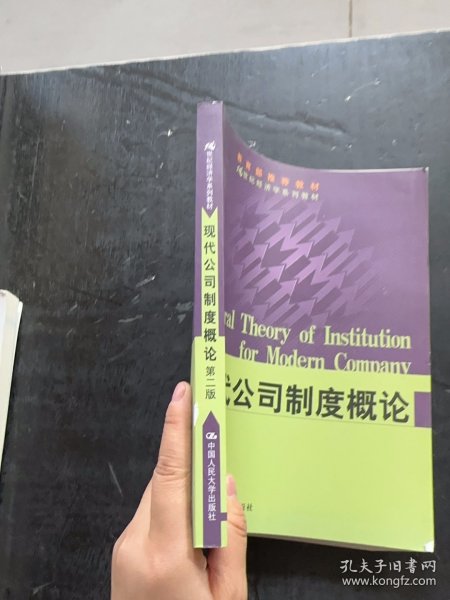 21世纪经济学系列教材
现代公司制度概论 第二版
中国人民大学出版社
教育部推荐教材
21世纪经济学系列教材
ral Theory of Institution
for Modern Company
代公司制度概论
版社
孔夫子旧书网
www.kongfz.com